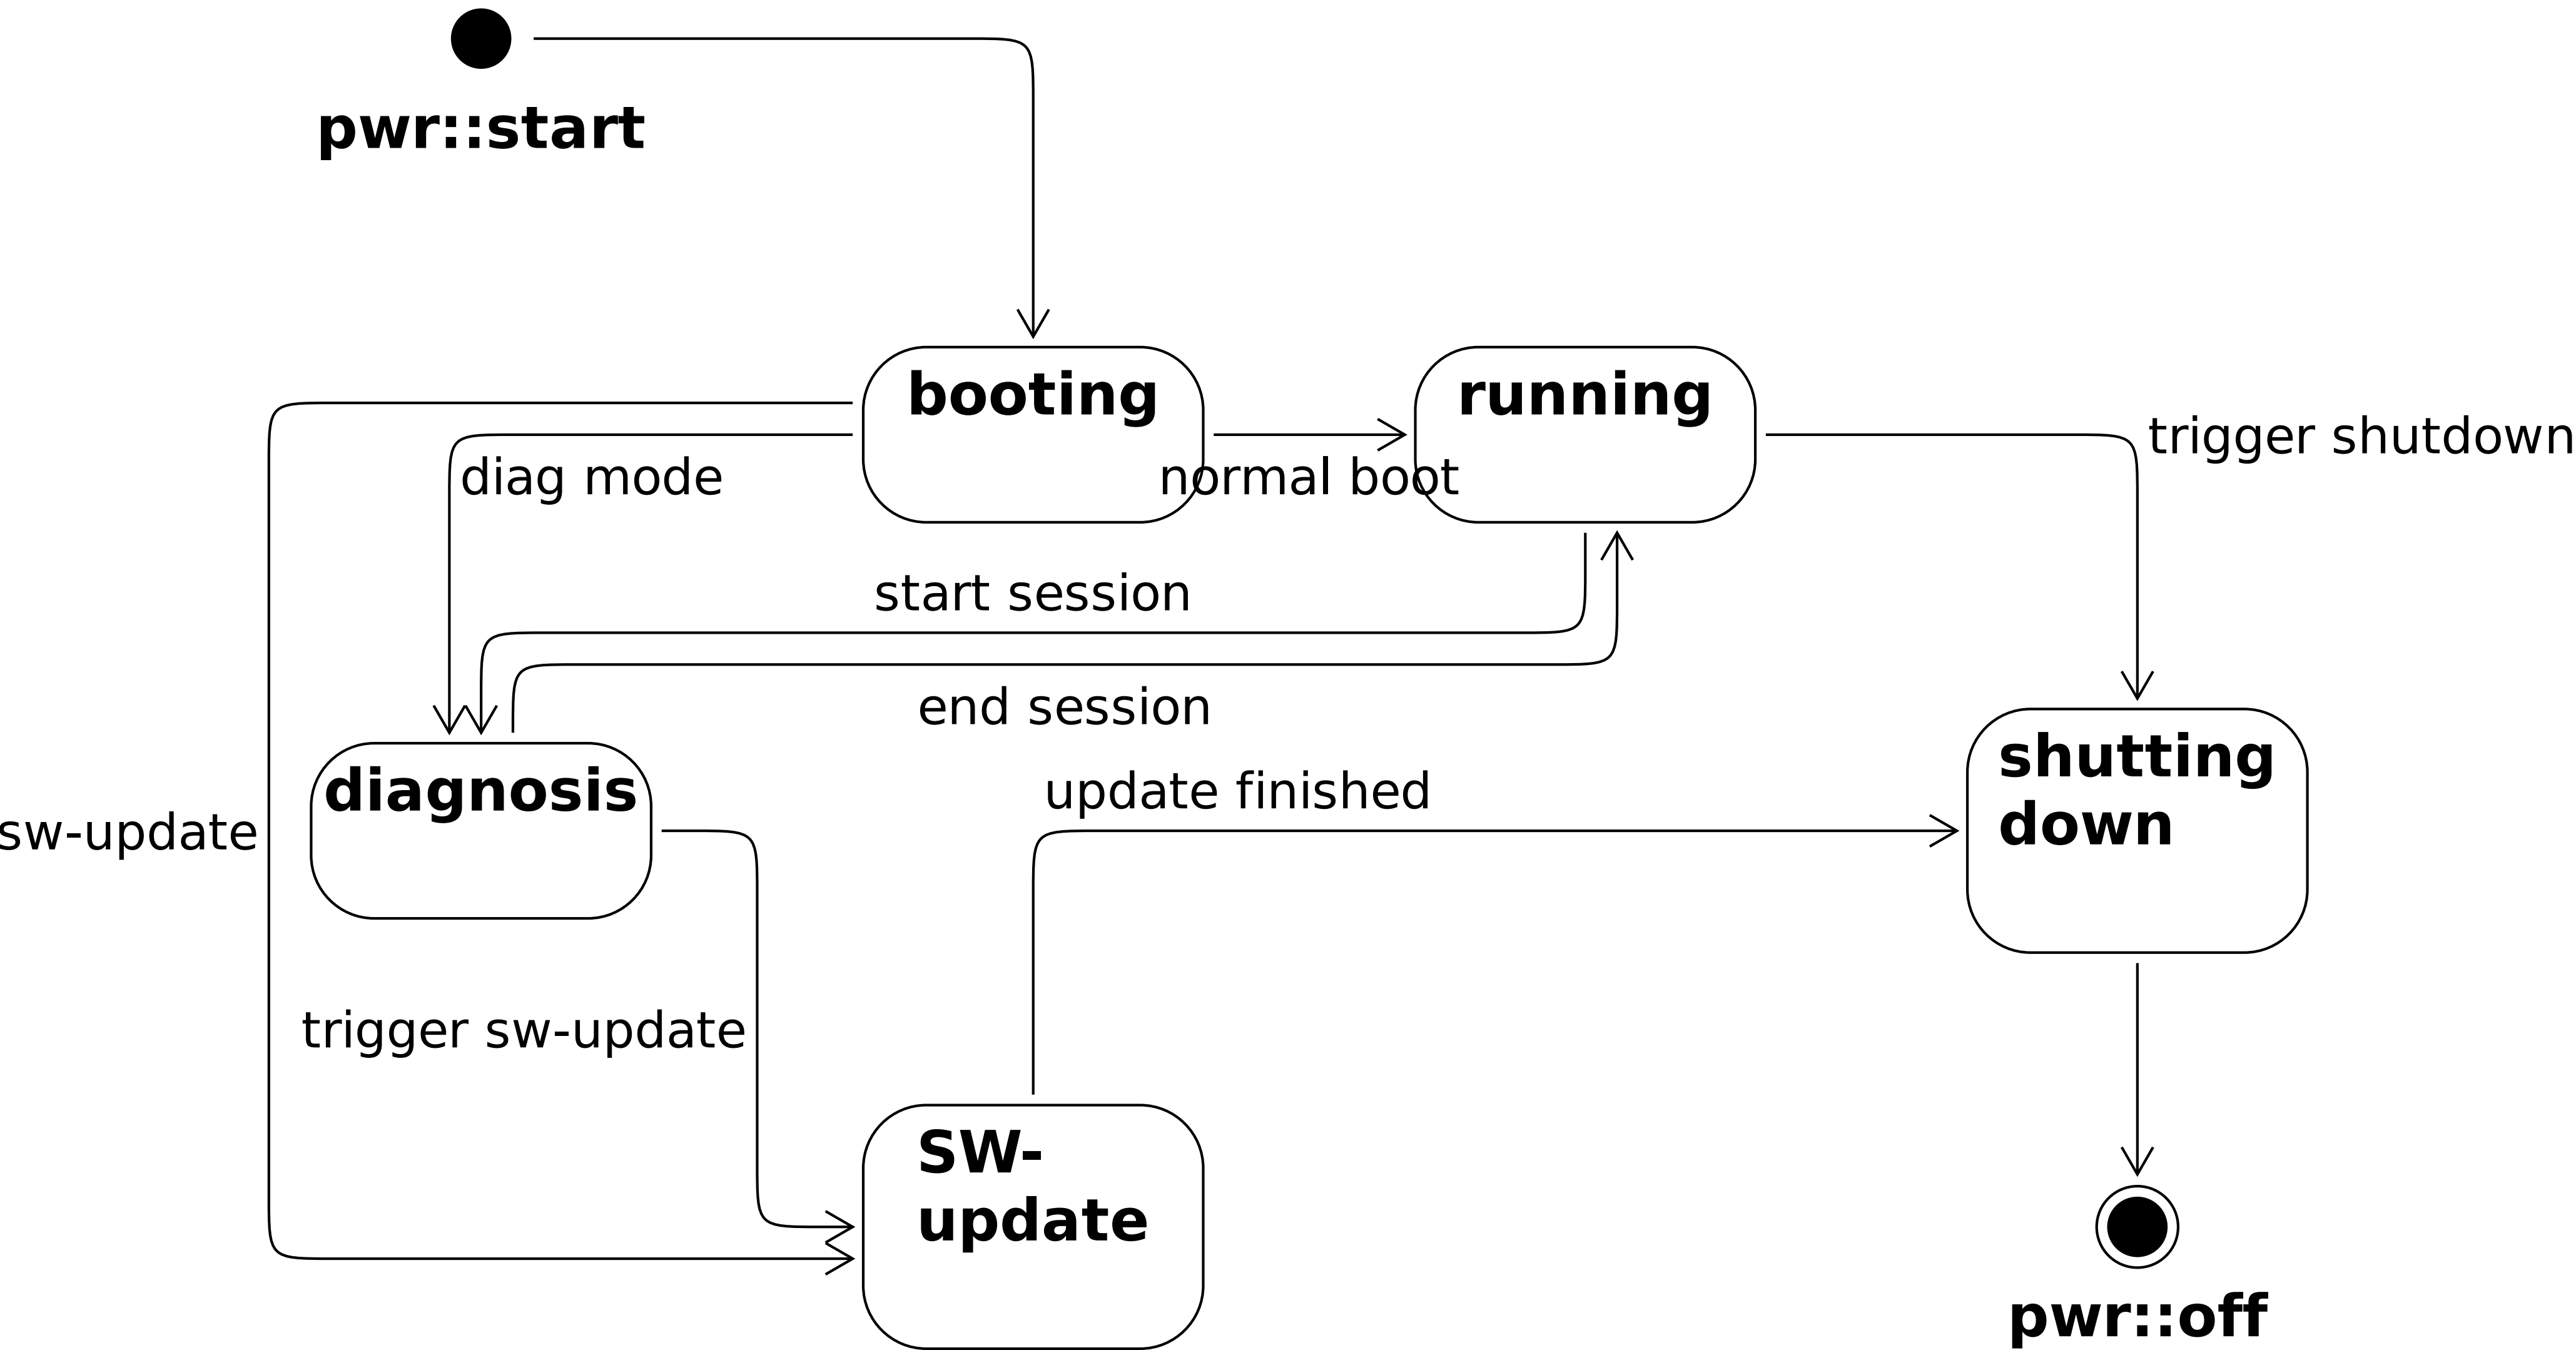 pwr::start
booting
running
trigger shutdown
diag mode
normal boot
start session
end session
diagnosis
shutting
down
update finished
sw-update
trigger sw-update
SW-
update
pwr::off